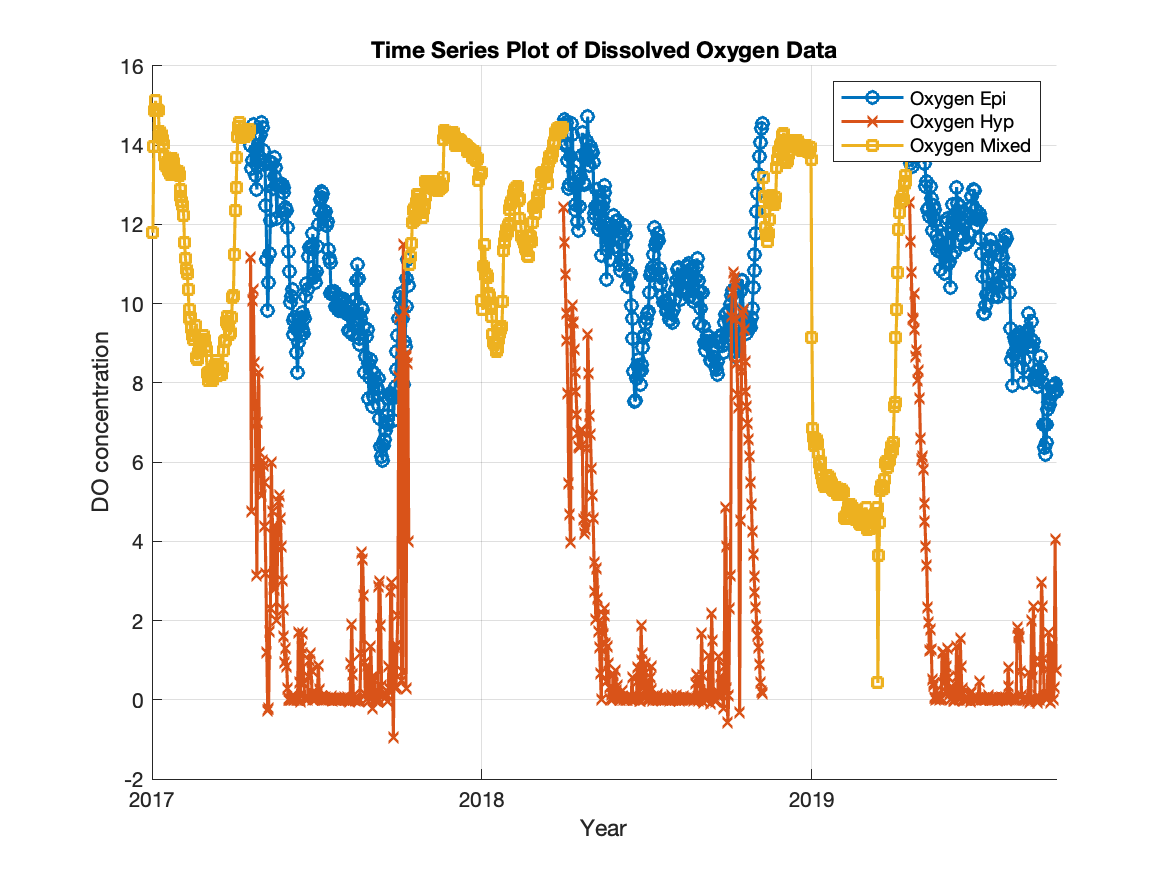 Time Series Plot of Dissolved Oxygen Data
16
14
12
10
8
6
4
2
0
-2
DO concentration
Oxygen Epi
Oxygen Hyp
Oxygen Mixed
2017
2018
2019
Year